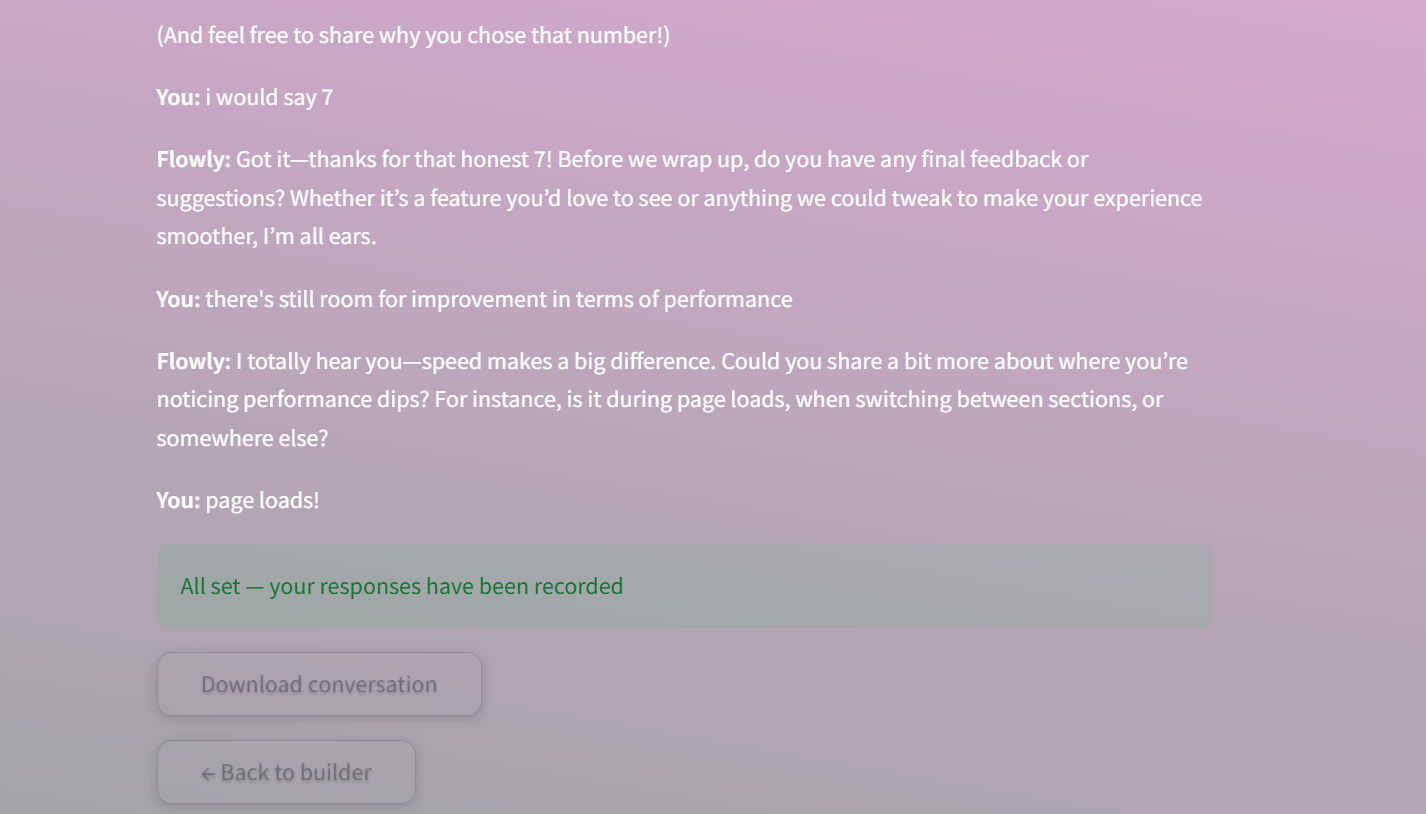 (And feel free to share why you chose that number!)
You: i would say 7
Flowly: Got it—thanks for that honest 7! Before we wrap up, do you have any final feedback or
suggestions? Whether it’s a feature you’d love to see or anything we could tweak to make your experience
smoother, I’m all ears.
You: there's still room for improvement in terms of performance
Flowly: I totally hear you—speed makes a big difference. Could you share a bit more about where you’re
noticing performance dips? For instance, is it during page loads, when switching between sections, or
somewhere else?
You: page loads!
All set — your responses have been recorded
Download conversation
← Back to builder